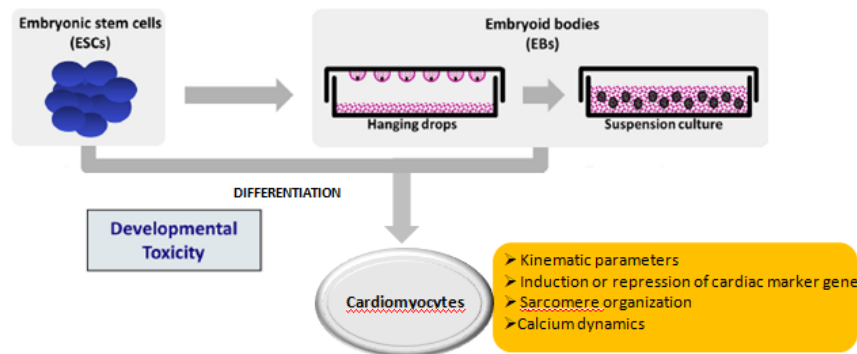 Embryonic stem cells
(ESCs)
Embryoid bodies
(EBs)
Hanging drops
Suspension culture
DIFFERENTIATION
Developmental
Toxicity
Cardiomyocytes
➢ Kinematic parameters
➢ Induction or repression of cardiac marker gene
➢ Sarcomere organization
➢Calcium dynamics